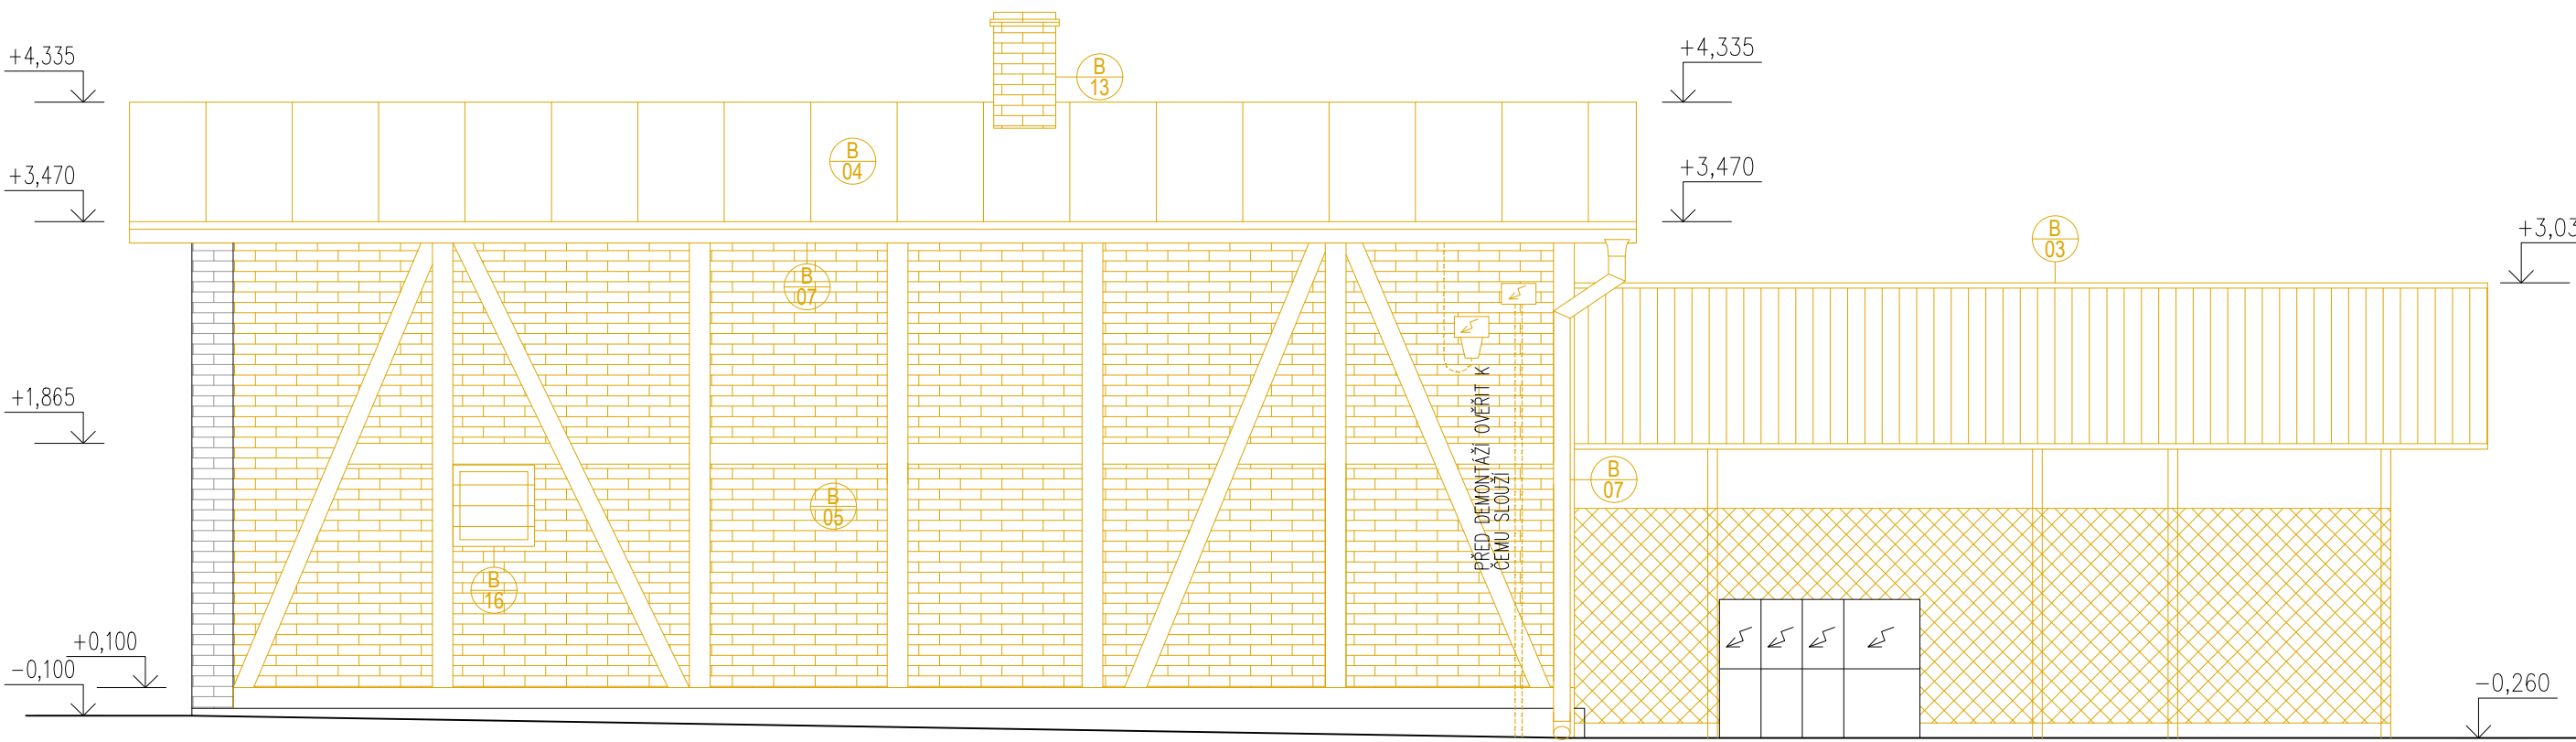 +4,335
+4,335
B
13
B
04
+3,470
+3,470
B
03
+3,03
B
07
+1,865
PŘED DEMONTÁŽÍ OVĚŘIT K
ČEMU SLOUŽÍ
B
07
B
05
B
16
+0,100
-0,100
-0,260